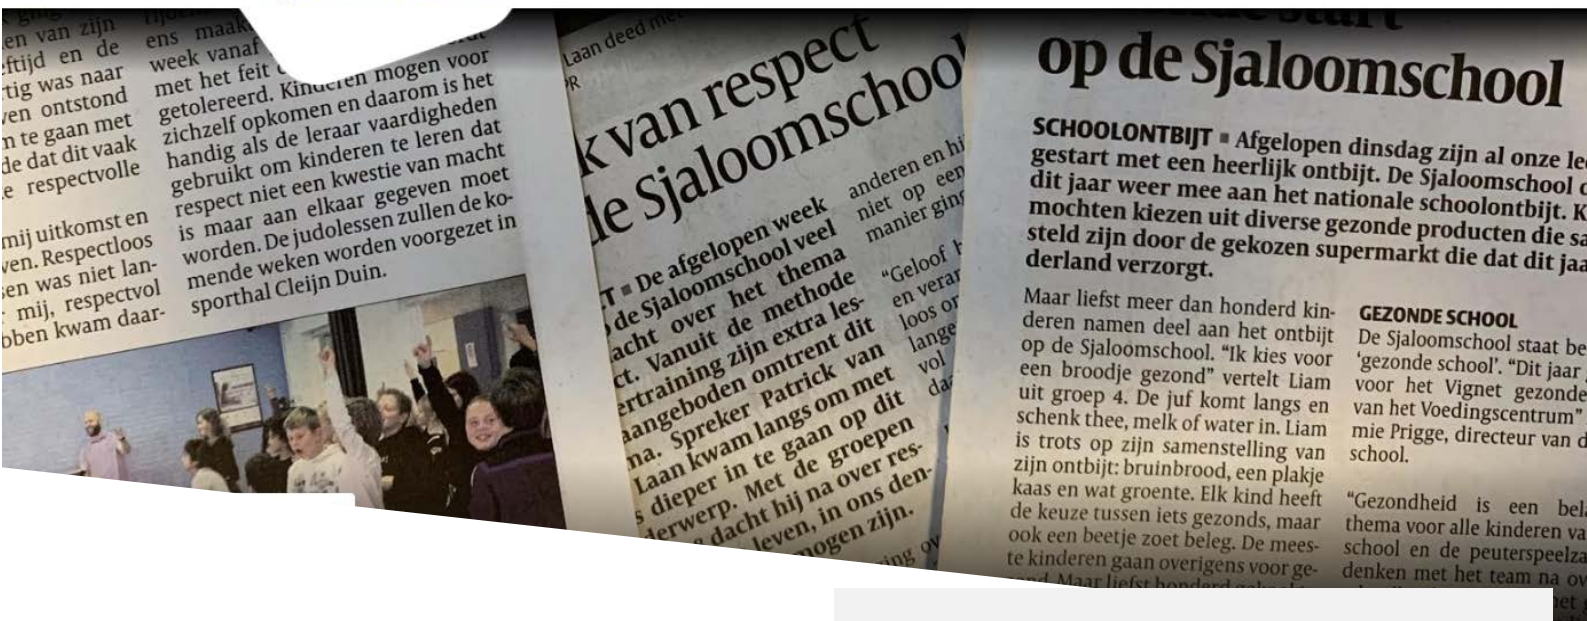 en van zijn
ftijd en de
tig was naar
ven ontstond
n te gaan met
de dat dit vaak
e respectvolle
mij uitkomst en
ven. Respectloos
en was niet lan-
mij, respectvol
bben kwam daar-
ens maak
week vanaf
met het feit
getolereerd. Kinderen mogen voor
zichzelf opkomen en daarom is het
handig als de leraar vaardigheden
gebruikt om kinderen te leren dat
respect niet een kwestie van macht
is maar aan elkaar gegeven moet
worden. De judolessen zullen de ko-
mende weken worden voorgezet in
sporthal Cleijn Duin.
Laan deed me
PR
k van respect
de Sjaloomschool
T ▪ De afgelopen week
de Sjaloomschool veel
acht over het thema
ct. Vanuit de methode
ertraining zijn extra les-
aangeboden omtrent dit
ma. Spreker Patrick van
Laan kwam langs om met
s dieper in te gaan op dit
derwerp. Met de groepen
dacht hij na over res-
leven, in ons den-
mogen zijn.
anderen en hi
niet op een
manier ging
"Geloof
en verar
loos or
lange
vol
daa
ing ov
op de Sjaloomschool
SCHOOLONTBIJT ▪ Afgelopen dinsdag zijn al onze lee
gestart met een heerlijk ontbijt. De Sjaloomschool d
dit jaar weer mee aan het nationale schoolontbijt. K
mochten kiezen uit diverse gezonde producten die sa
steld zijn door de gekozen supermarkt die dat dit jaa
derland verzorgt.
Maar liefst meer dan honderd kin-
deren namen deel aan het ontbijt
op de Sjaloomschool. "Ik kies voor
een broodje gezond" vertelt Liam
uit groep 4. De juf komt langs en
schenk thee, melk of water in. Liam
is trots op zijn samenstelling van
zijn ontbijt: bruinbrood, een plakje
kaas en wat groente. Elk kind heeft
de keuze tussen iets gezonds, maar
ook een beetje zoet beleg. De mees-
te kinderen gaan overigens voor ge-
zond. Maar liefst honderd
GEZONDE SCHOOL
De Sjaloomschool staat be
'gezonde school'. "Dit jaar
voor het Vignet gezonde
van het Voedingscentrum"
mie Prigge, directeur van d
school.
"Gezondheid is een bela
thema voor alle kinderen va
school en de peuterspeelza
denken met het team na ov